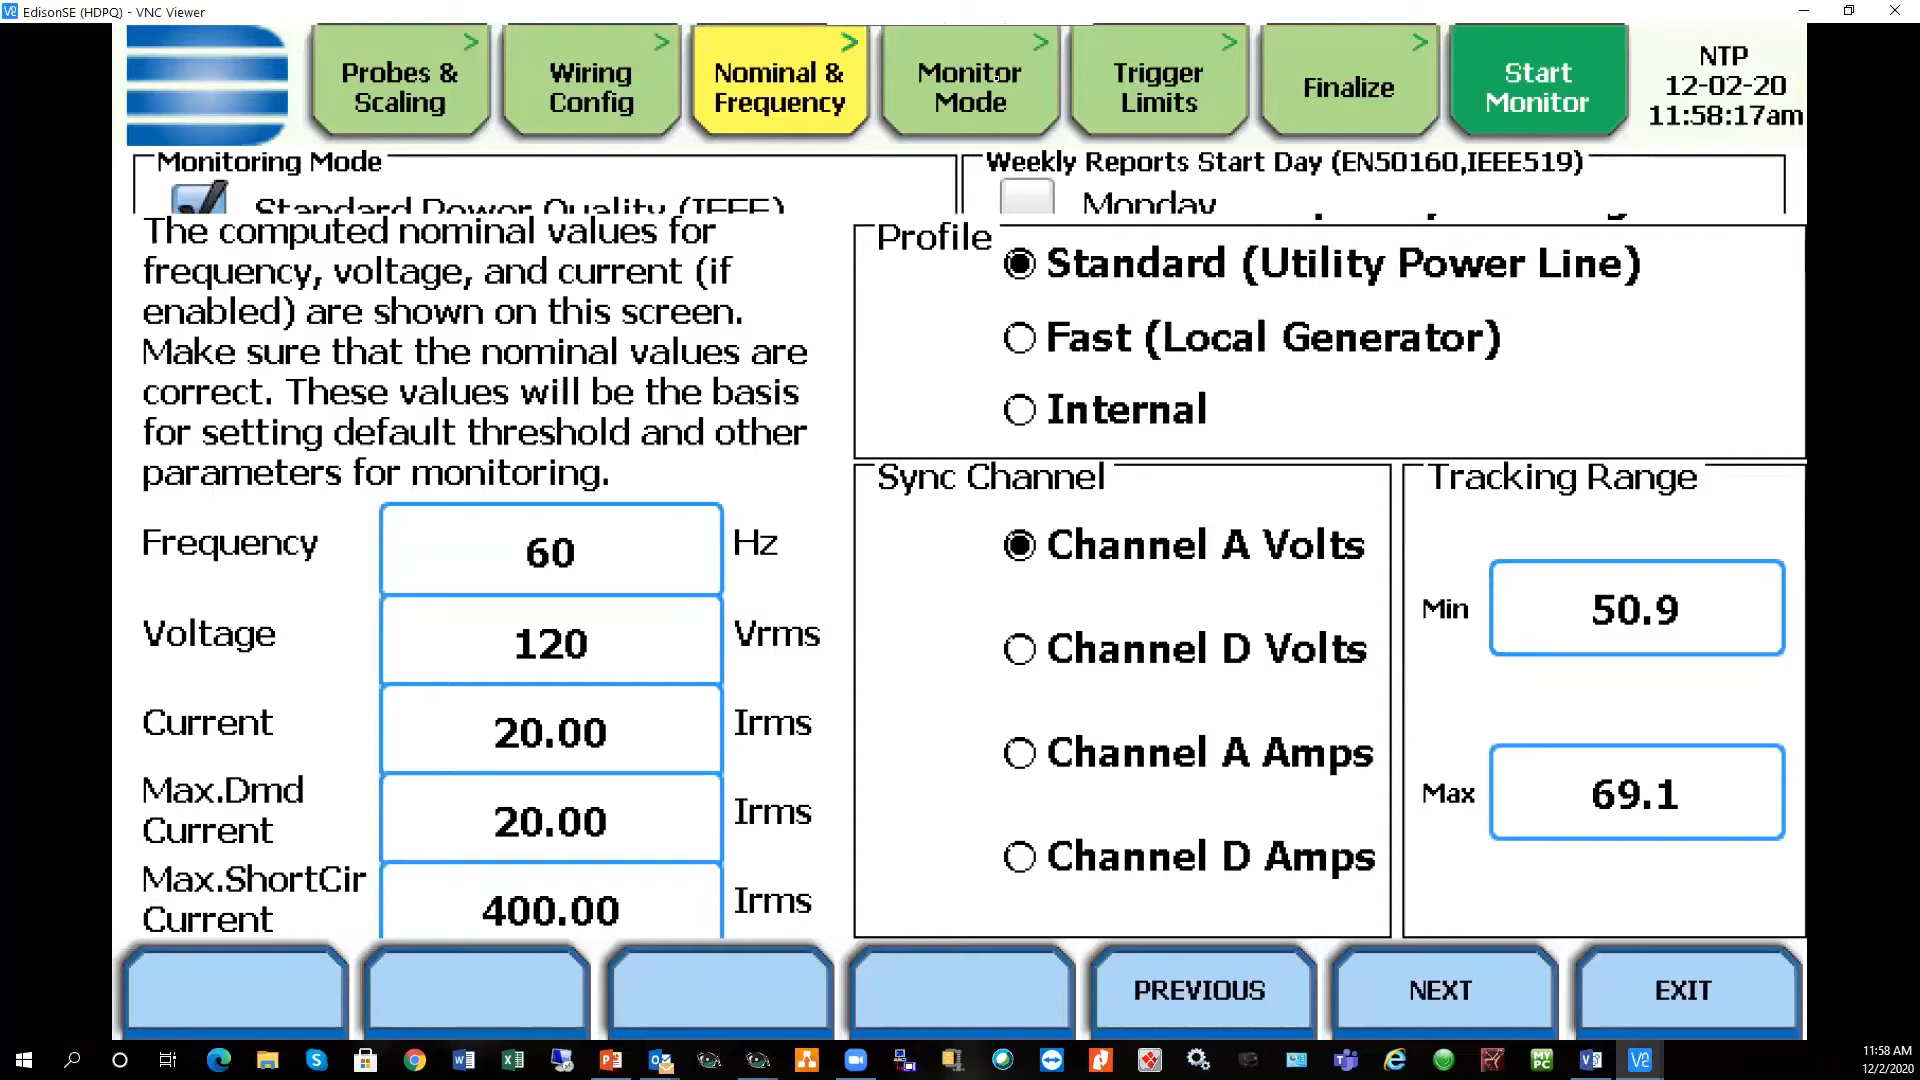 EdisonSE (HDPQ) - VNC Viewer
Probes & Scaling
Wiring Config
Nominal & Frequency
Monitor Mode
Trigger Limits
Finalize
Start Monitor
NTP
12-02-20
11:58:17am
Monitoring Mode
Weekly Reports Start Day (EN50160,IEEE519)
Standard Power Quality (IEEE)
Monday
The computed nominal values for
frequency, voltage, and current (if
enabled) are shown on this screen.
Make sure that the nominal values are
correct. These values will be the basis
for setting default threshold and other
parameters for monitoring.
Profile
Standard (Utility Power Line)
Fast (Local Generator)
Internal
Frequency 60 Hz
Voltage 120 Vrms
Current 20.00 Irms
Max.Dmd Current 20.00 Irms
Max.ShortCir Current 400.00 Irms
Sync Channel
Channel A Volts
Channel D Volts
Channel A Amps
Channel D Amps
Tracking Range
Min 50.9
Max 69.1
PREVIOUS
NEXT
EXIT
11:58 AM
12/2/2020